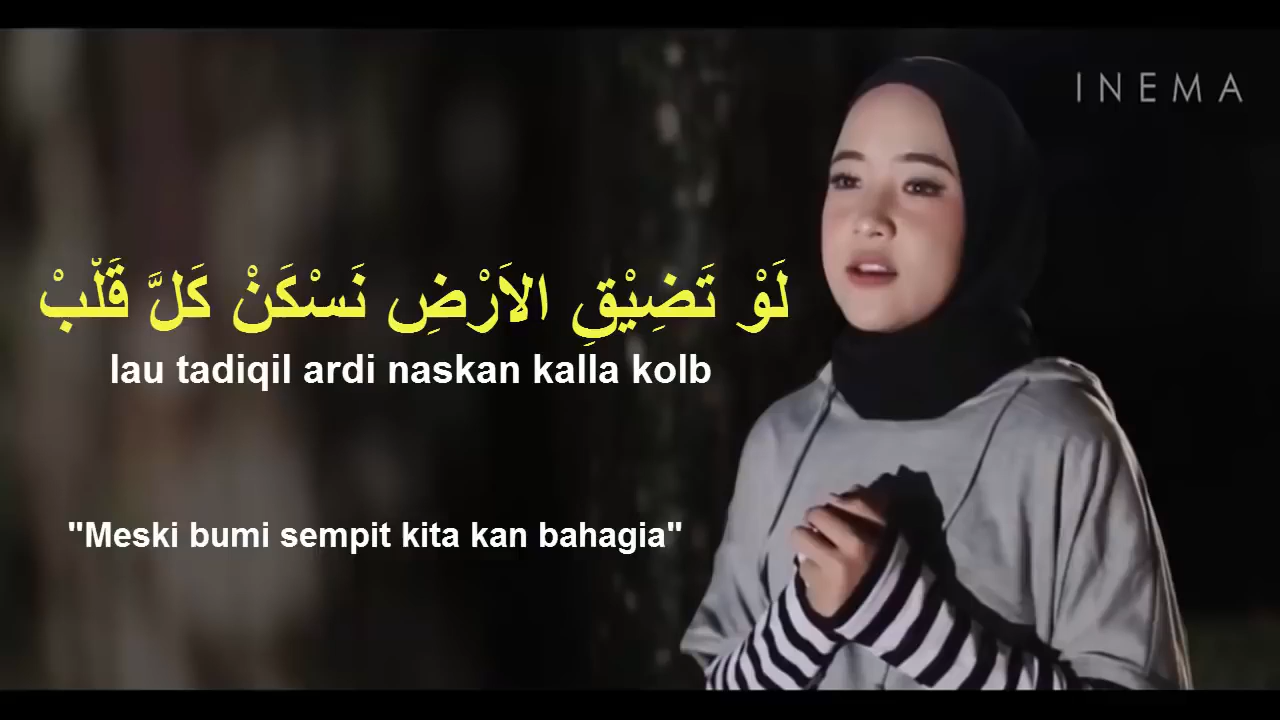 INEMA
لَوْ تَضِيْقِ الاَرْضِ نَسْكَنْ كَلَّ قَلْبْ
lau tadiqil ardi naskan kalla kolb
"Meski bumi sempit kita kan bahagia"